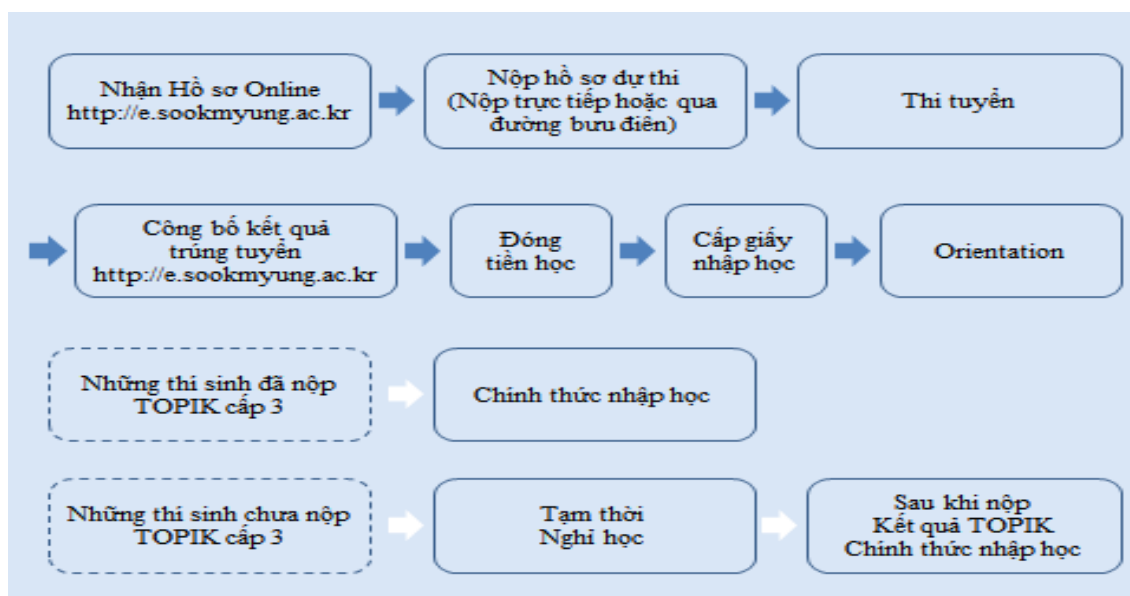 Nhận Hồ sơ Online
http://e.sookmyung.ac.kr
Nộp hồ sơ dự thi
(Nộp trực tiếp hoặc qua
đường bưu điên)
Thi tuyển
Công bố kết quả
trúng tuyển
http://e.sookmyung.ac.kr
Đóng
tiền học
Cấp giấy
nhập học
Orientation
Những thi sinh đã nộp
TOPIK cấp 3
Chinh thức nhập học
Những thi sinh chưa nộp
TOPIK cấp 3
Tạm thời
Nghỉ học
Sau khi nộp
Kết quả TOPIK
Chinh thức nhập học